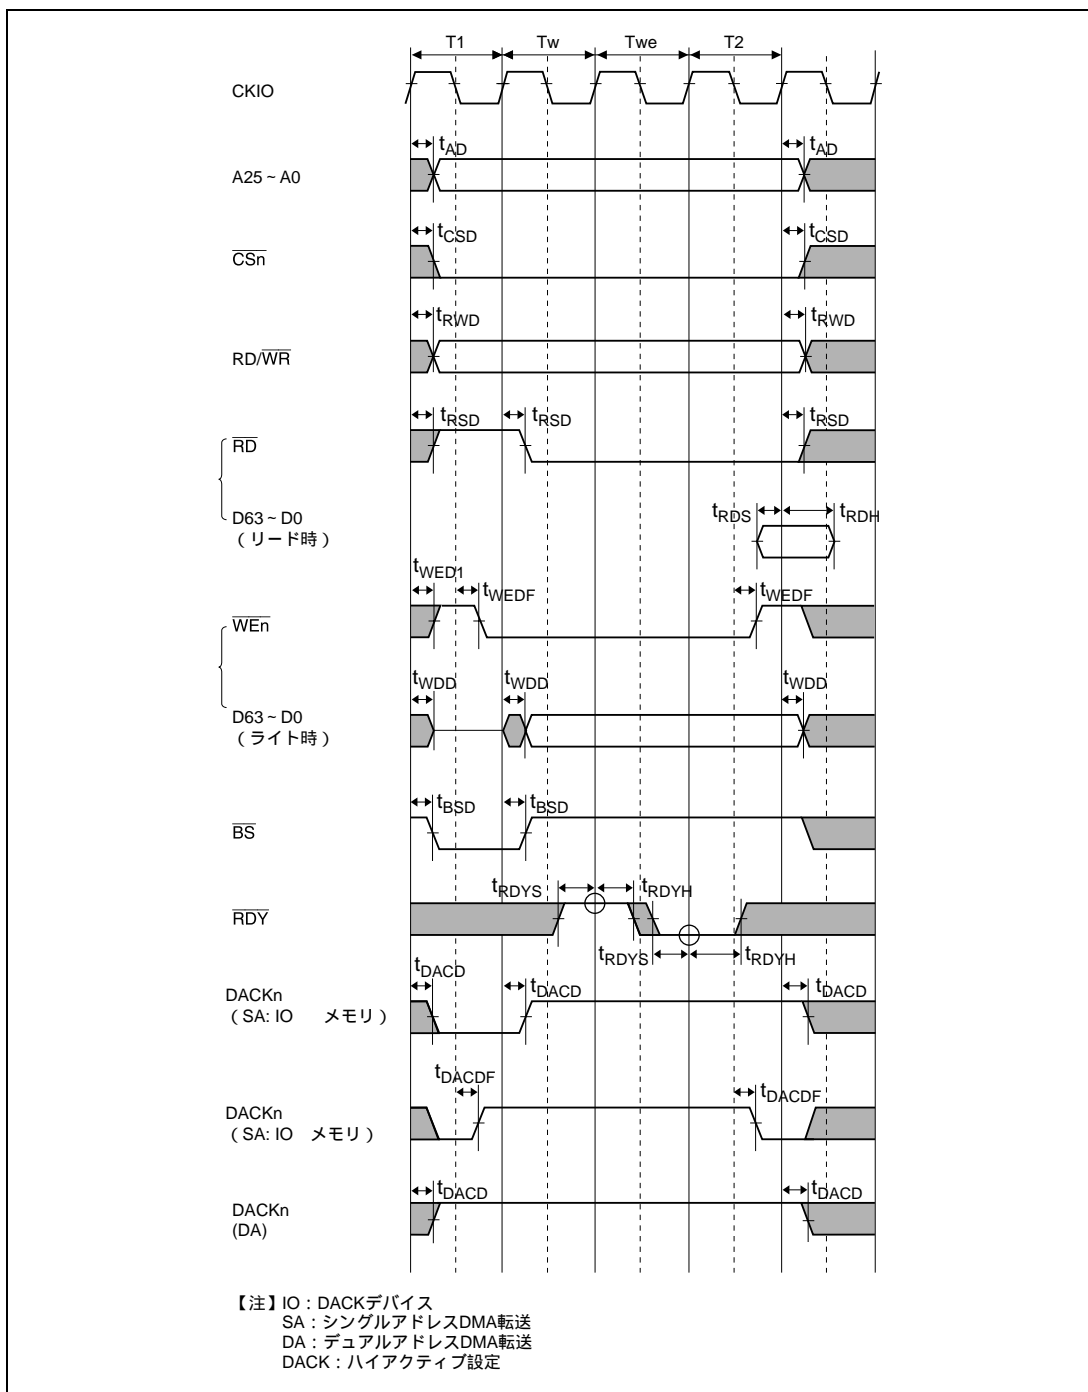 T1 Tw Twe T2
CKIO
tAD tAD
A25 ~ A0
tCSD tCSD
CSn
tRWD tRWD
RD/WR
tRSD tRSD tRSD
RD
tRDS tRDH
D63 ~ D0
(リード時)
tWED1 tWEDF tWEDF
WEn
tWDD tWDD tWDD
D63 ~ D0
(ライト時)
tBSD tBSD
BS
tRDYS tRDYH
RDY
tRDYS tRDYH
tDACD tDACD tDACD
DACKn
(SA: IO メモリ)
tDACDF tDACDF
DACKn
(SA: IO メモリ)
tDACD tDACD
DACKn
(DA)
【注】IO:DACKデバイス
SA:シングルアドレスDMA転送
DA:デュアルアドレスDMA転送
DACK:ハイアクティブ設定